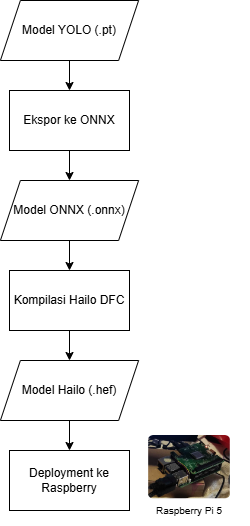 Model YOLO (.pt)
Ekspor ke ONNX
Model ONNX (.onnx)
Kompilasi Hailo DFC
Model Hailo (.hef)
Deployment ke
Raspberry
Raspberry Pi 5